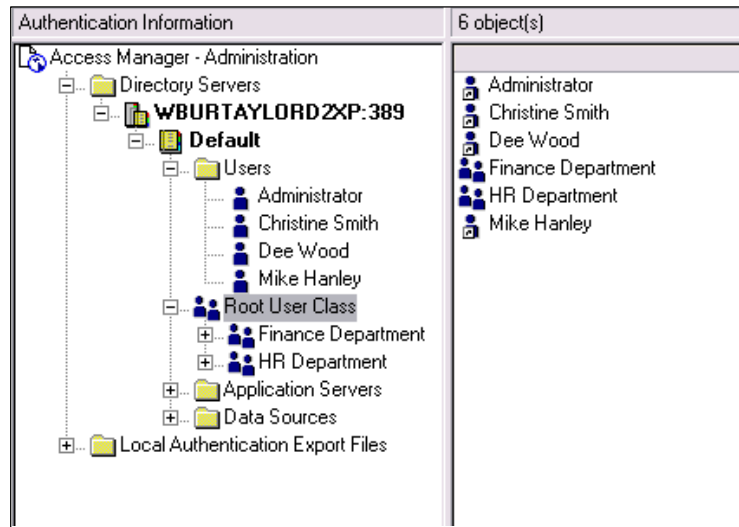 Authentication Information
Access Manager - Administration
Directory Servers
WBURTAYLORD2XP:389
Default
Users
Administrator
Christine Smith
Dee Wood
Mike Hanley
Root User Class
Finance Department
HR Department
Application Servers
Data Sources
Local Authentication Export Files
6 object(s)
Administrator
Christine Smith
Dee Wood
Finance Department
HR Department
Mike Hanley